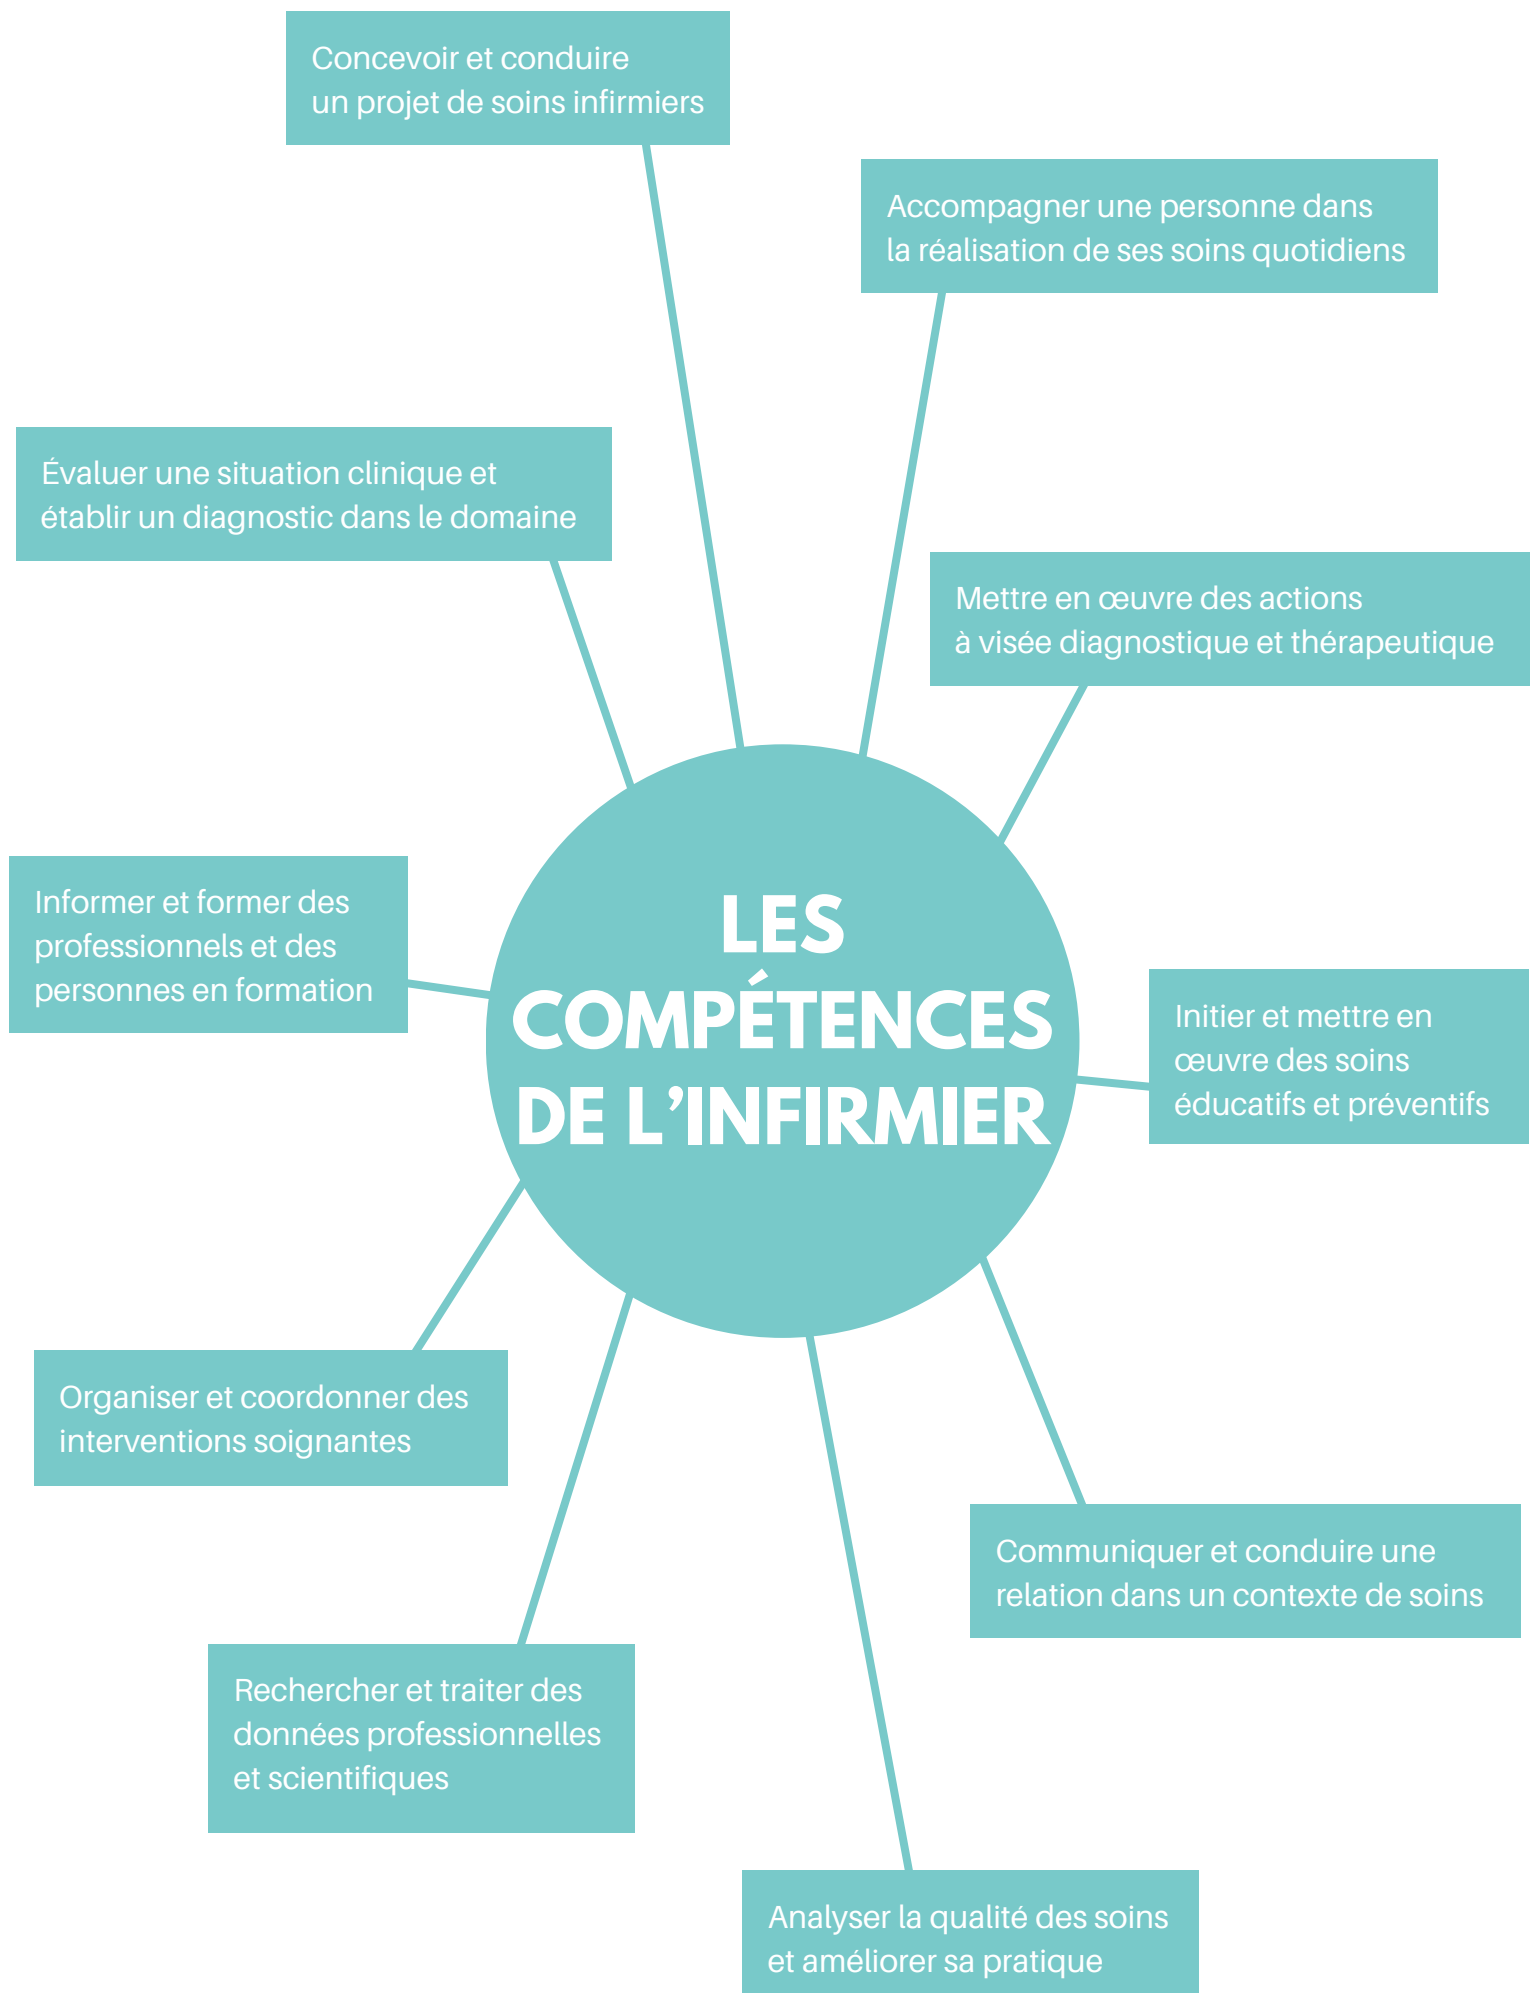 Concevoir et conduire
un projet de soins infirmiers
Accompagner une personne dans
la réalisation de ses soins quotidiens
Évaluer une situation clinique et
établir un diagnostic dans le domaine
Mettre en œuvre des actions
à visée diagnostique et thérapeutique
Informer et former des
professionnels et des
personnes en formation
LES
COMPÉTENCES
DE L’INFIRMIER
Initier et mettre en
œuvre des soins
éducatifs et préventifs
Organiser et coordonner des
interventions soignantes
Communiquer et conduire une
relation dans un contexte de soins
Rechercher et traiter des
données professionnelles
et scientifiques
Analyser la qualité des soins
et améliorer sa pratique